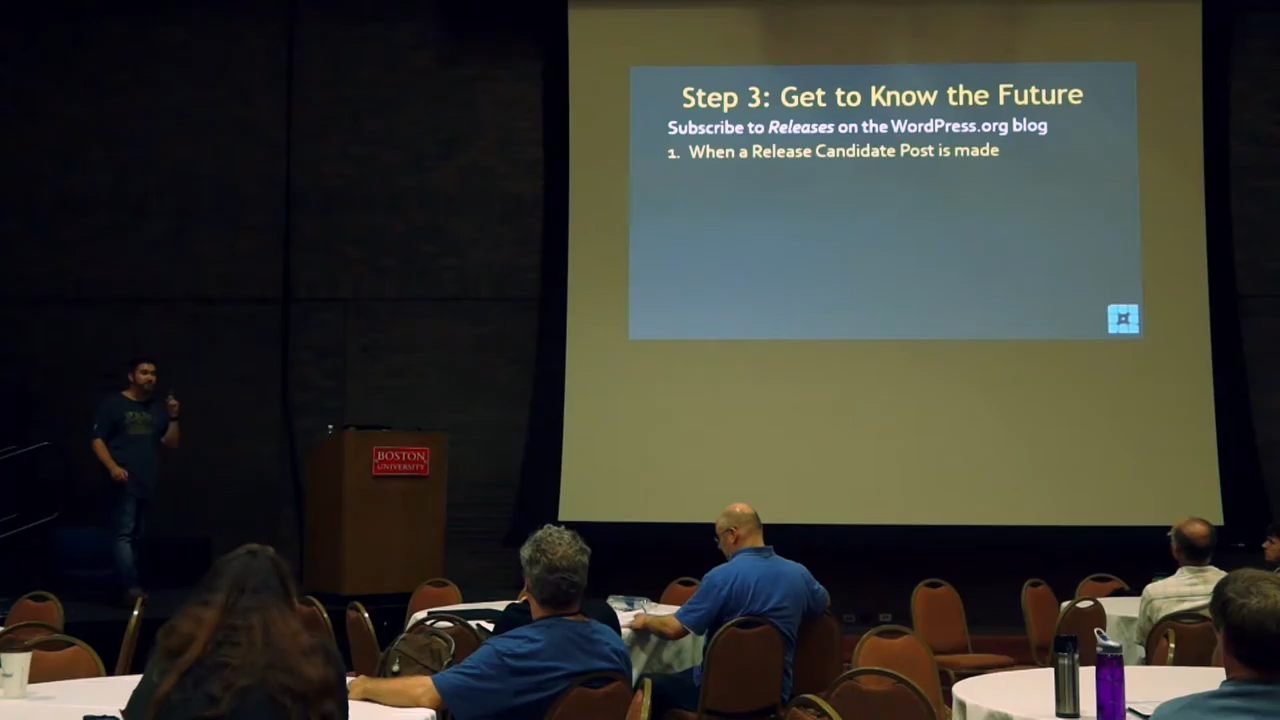 Step 3: Get to Know the Future
Subscribe to Releases on the WordPress.org blog
1. When a Release Candidate Post is made
BOSTON
UNIVERSITY